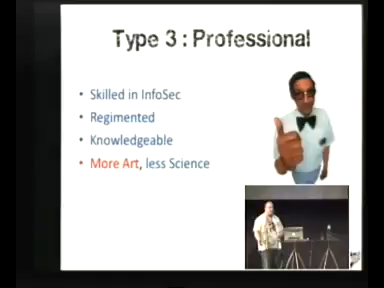 Type 3 : Professional
• Skilled in InfoSec
• Regimented
• Knowledgeable
• More Art, less Science